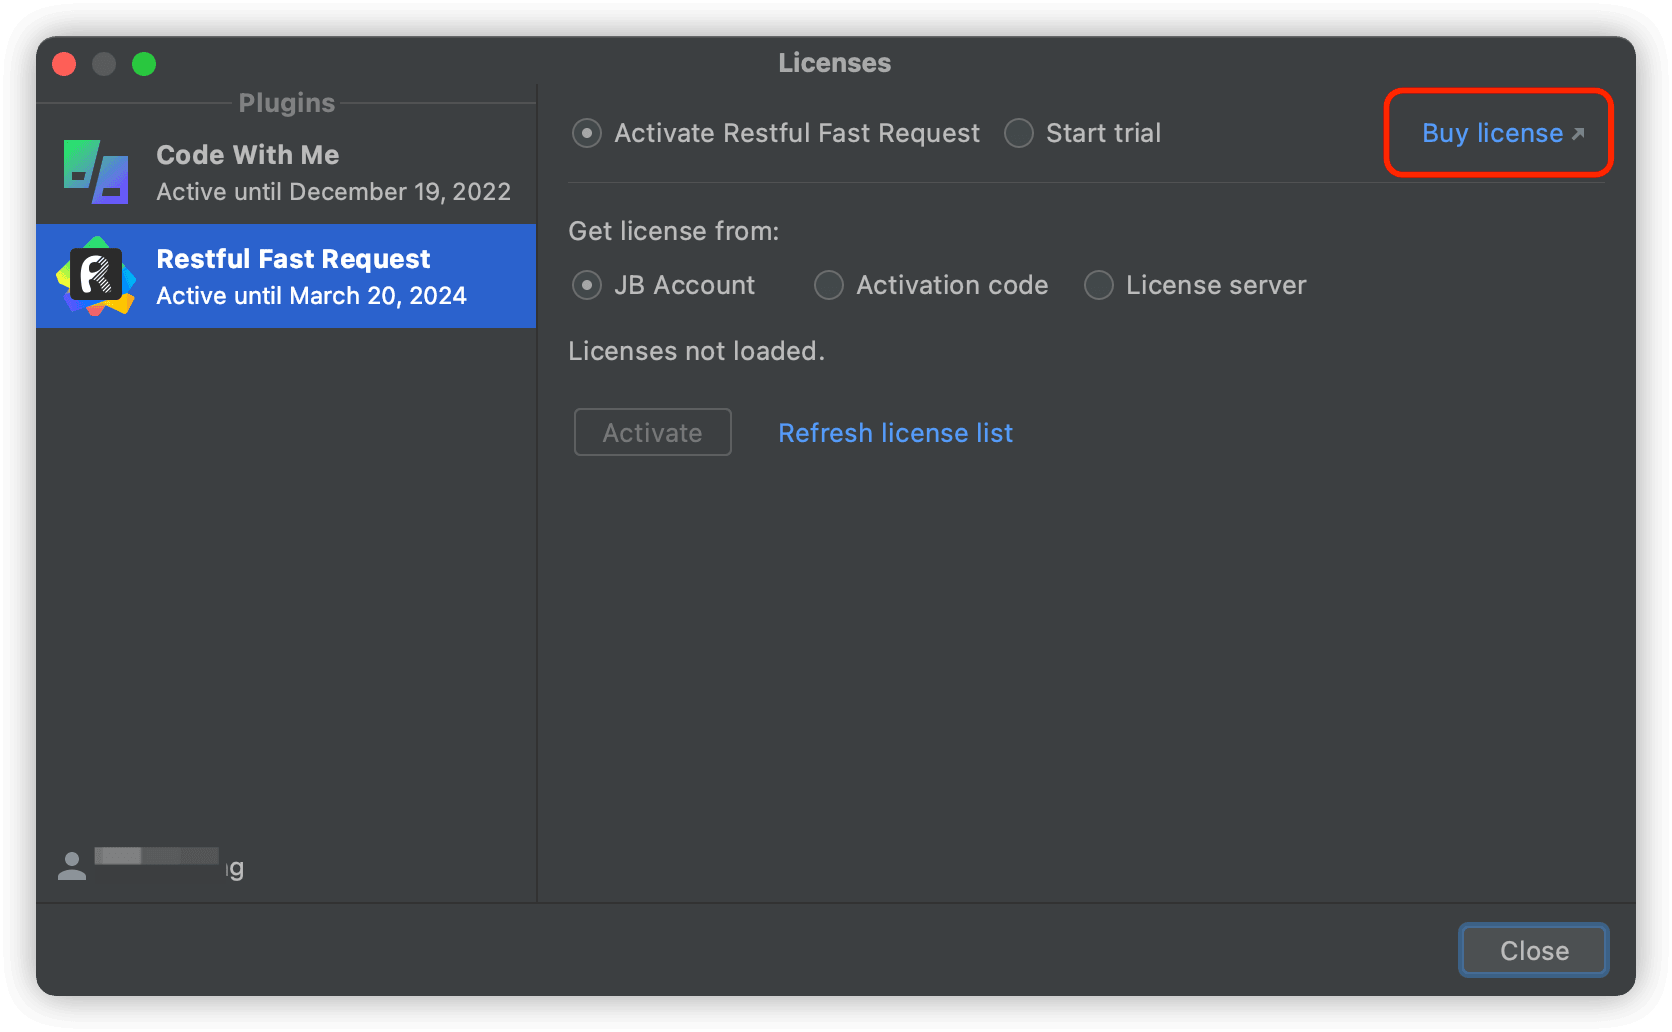 Licenses
Plugins
Code With Me
Active until December 19, 2022
Restful Fast Request
Active until March 20, 2024
Activate Restful Fast Request
Start trial
Buy license
Get license from:
JB Account
Activation code
License server
Licenses not loaded.
Activate
Refresh license list
Close